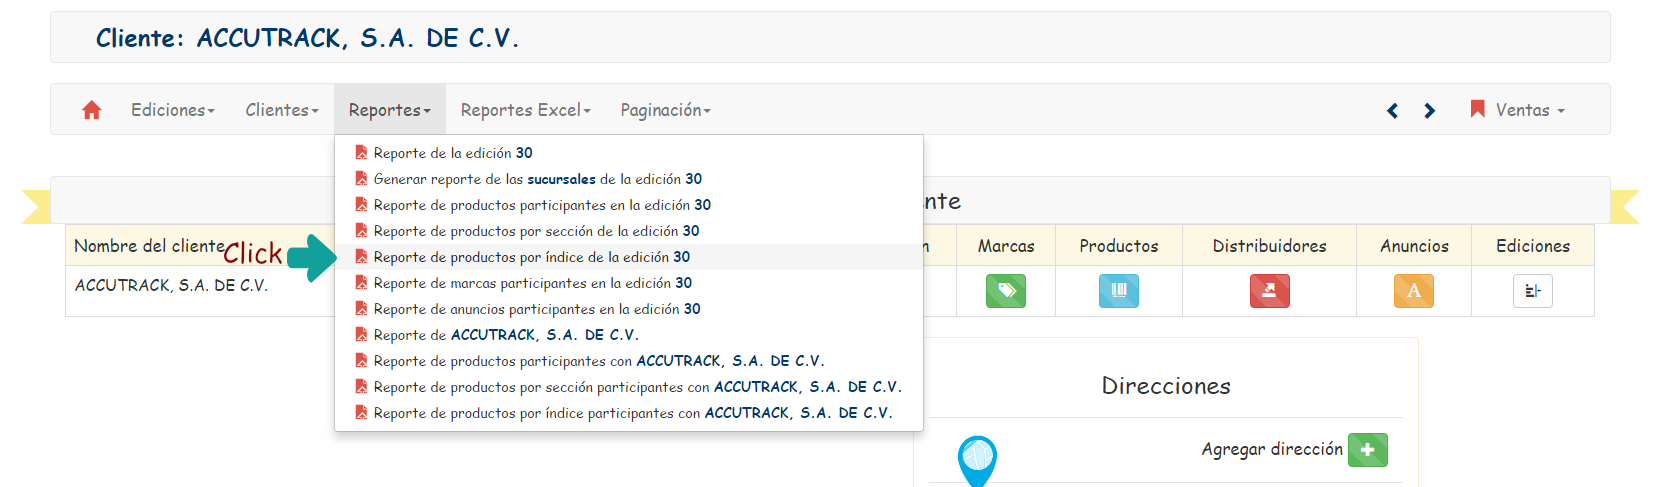 Cliente: ACCUTRACK, S.A. DE C.V.
Ediciones Clientes Reportes Reportes Excel Paginación Ventas
Reporte de la edición 30
Generar reporte de las sucursales de la edición 30
Reporte de productos participantes en la edición 30
Reporte de productos por sección de la edición 30
Reporte de productos por índice de la edición 30
Reporte de marcas participantes en la edición 30
Reporte de anuncios participantes en la edición 30
Reporte de ACCUTRACK, S.A. DE C.V.
Reporte de productos participantes con ACCUTRACK, S.A. DE C.V.
Reporte de productos por sección participantes con ACCUTRACK, S.A. DE C.V.
Reporte de productos por índice participantes con ACCUTRACK, S.A. DE C.V.
Click
Nombre del cliente Marcas Productos Distribuidores Anuncios Ediciones
ACCUTRACK, S.A. DE C.V. A
Direcciones
Agregar dirección